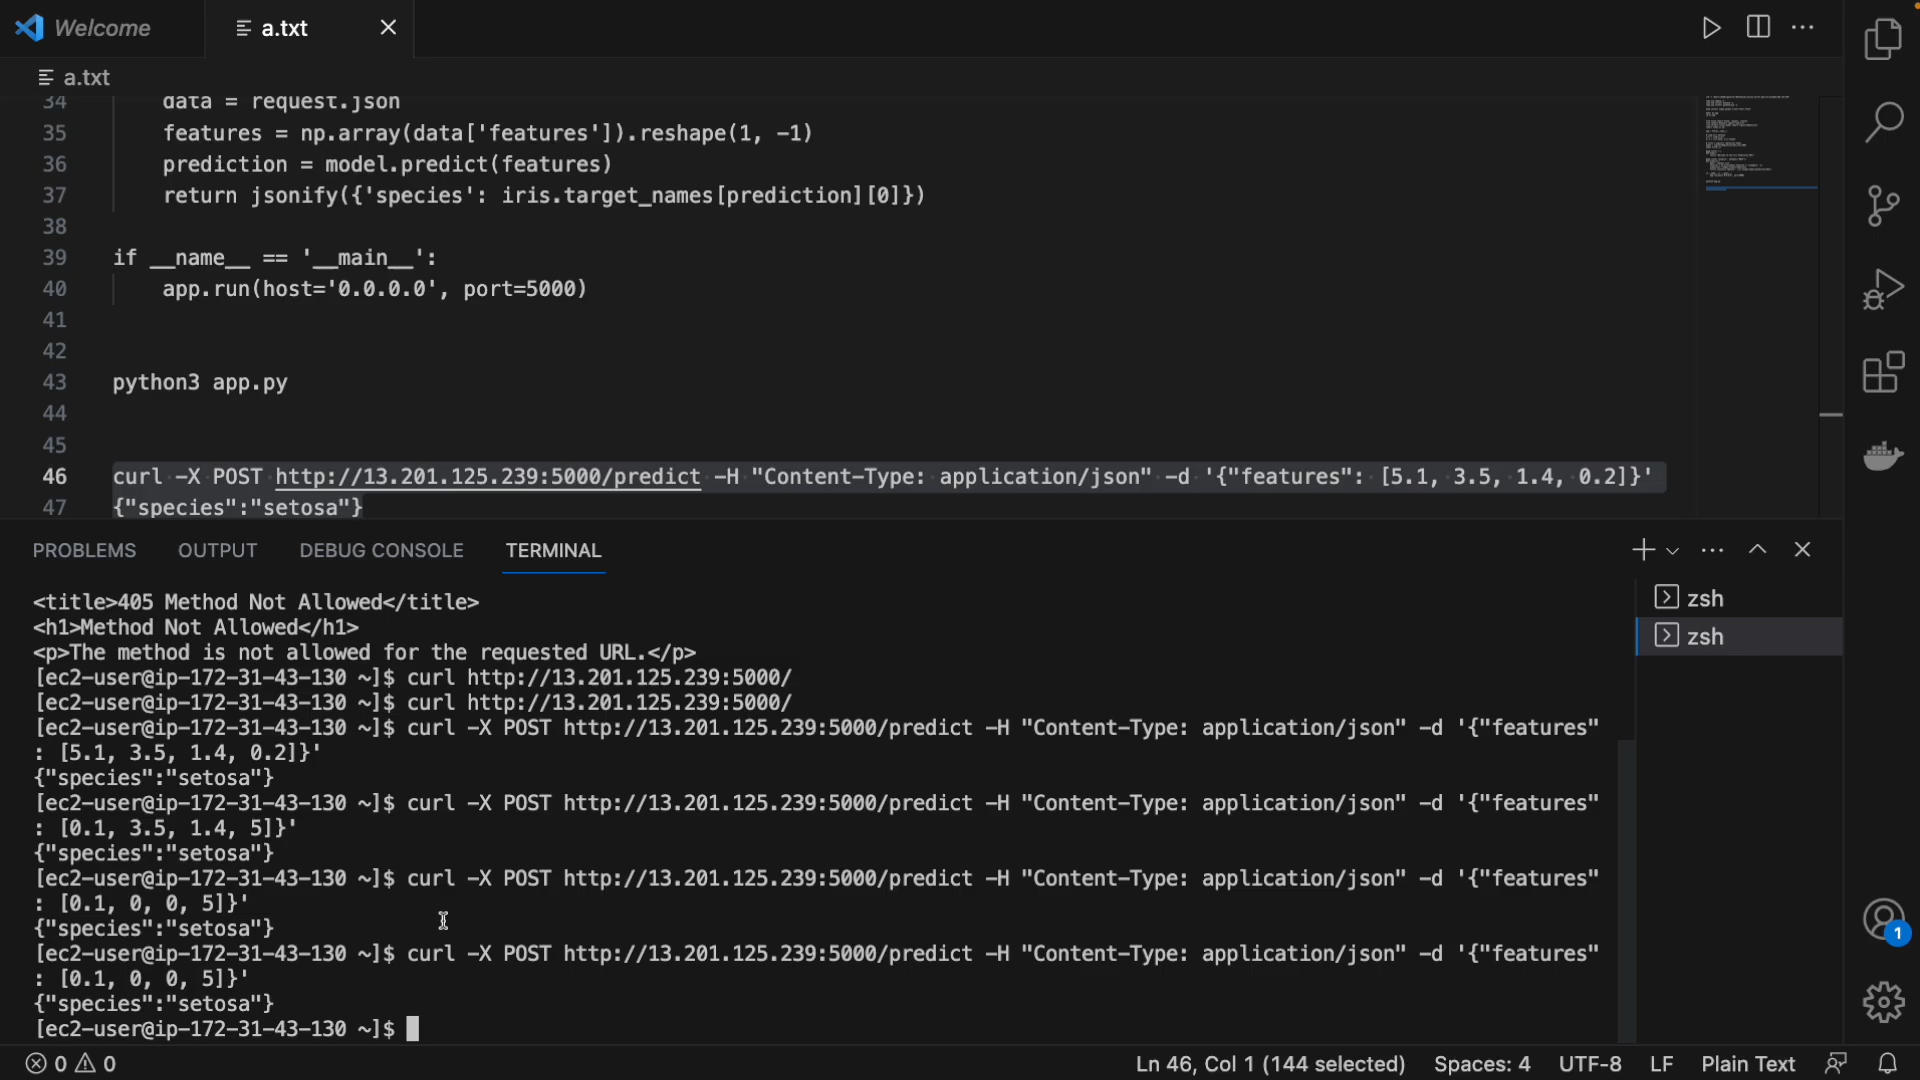 Welcome
a.txt
a.txt
34 data = request.json
35 features = np.array(data['features']).reshape(1, -1)
36 prediction = model.predict(features)
37 return jsonify({'species': iris.target_names[prediction][0]})
38
39 if __name__ == '__main__':
40 app.run(host='0.0.0.0', port=5000)
41
42
43 python3 app.py
44
45
46 curl -X POST http://13.201.125.239:5000/predict -H "Content-Type: application/json" -d '{"features": [5.1, 3.5, 1.4, 0.2]}'
47 {"species":"setosa"}
PROBLEMS OUTPUT DEBUG CONSOLE TERMINAL
<title>405 Method Not Allowed</title>
<h1>Method Not Allowed</h1>
<p>The method is not allowed for the requested URL.</p>
[ec2-user@ip-172-31-43-130 ~]$ curl http://13.201.125.239:5000/
[ec2-user@ip-172-31-43-130 ~]$ curl http://13.201.125.239:5000/
[ec2-user@ip-172-31-43-130 ~]$ curl -X POST http://13.201.125.239:5000/predict -H "Content-Type: application/json" -d '{"features"
: [5.1, 3.5, 1.4, 0.2]}'
{"species":"setosa"}
[ec2-user@ip-172-31-43-130 ~]$ curl -X POST http://13.201.125.239:5000/predict -H "Content-Type: application/json" -d '{"features"
: [0.1, 3.5, 1.4, 5]}'
{"species":"setosa"}
[ec2-user@ip-172-31-43-130 ~]$ curl -X POST http://13.201.125.239:5000/predict -H "Content-Type: application/json" -d '{"features"
: [0.1, 0, 0, 5]}'
{"species":"setosa"}
[ec2-user@ip-172-31-43-130 ~]$ curl -X POST http://13.201.125.239:5000/predict -H "Content-Type: application/json" -d '{"features"
: [0.1, 0, 0, 5]}'
{"species":"setosa"}
[ec2-user@ip-172-31-43-130 ~]$
zsh
zsh
1
0 0
Ln 46, Col 1 (144 selected) Spaces: 4 UTF-8 LF Plain Text